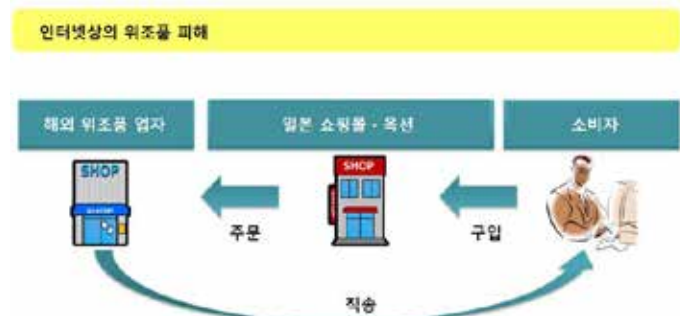 인터넷상의 위조품 피해
해외 위조품 업자
일본 쇼핑몰 · 옥션
소비자
SHOP
SHOP
주문
구입
직송